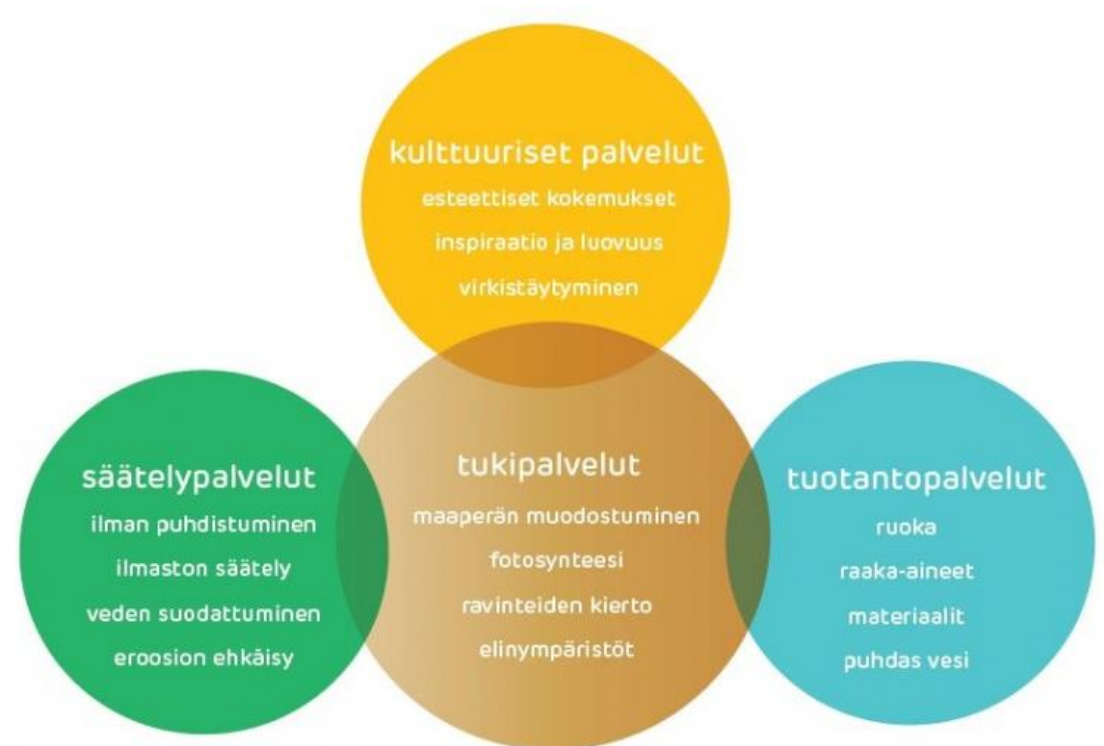 kulttuuriset palvelut
esteettiset kokemukset
inspiraatio ja luovuus
virkistäytyminen
säätelypalvelut
ilman puhdistuminen
ilmaston säätely
veden suodattuminen
eroosion ehkäisy
tukipalvelut
maaperän muodostuminen
fotosynteesi
ravinteiden kierto
elinympäristöt
tuotantopalvelut
ruoka
raaka-aineet
materiaalit
puhdas vesi